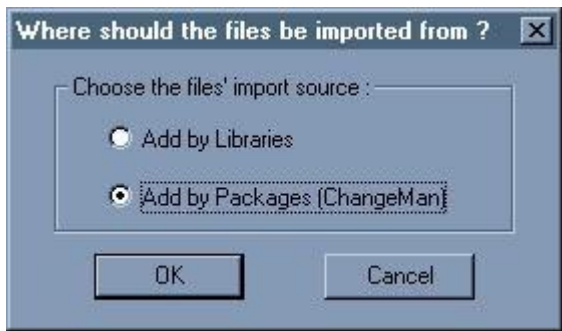 Where should the files be imported from ?
Choose the files' import source :
Add by Libraries
Add by Packages (ChangeMan)
OK
Cancel